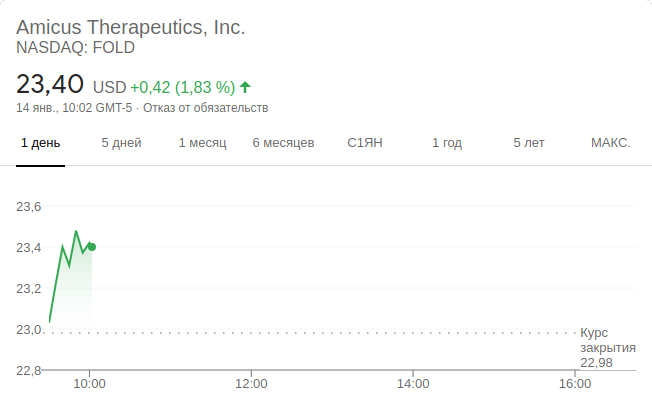 Amicus Therapeutics, Inc.
NASDAQ: FOLD
23,40 USD +0,42 (1,83 %)
14 янв., 10:02 GMT-5 · Отказ от обязательств
1 день 5 дней 1 месяц 6 месяцев С1ЯН 1 год 5 лет МАКС.
23,6
23,4
23,2
23,0
Курс
закрытия
22,98
22,8
10:00 12:00 14:00 16:00